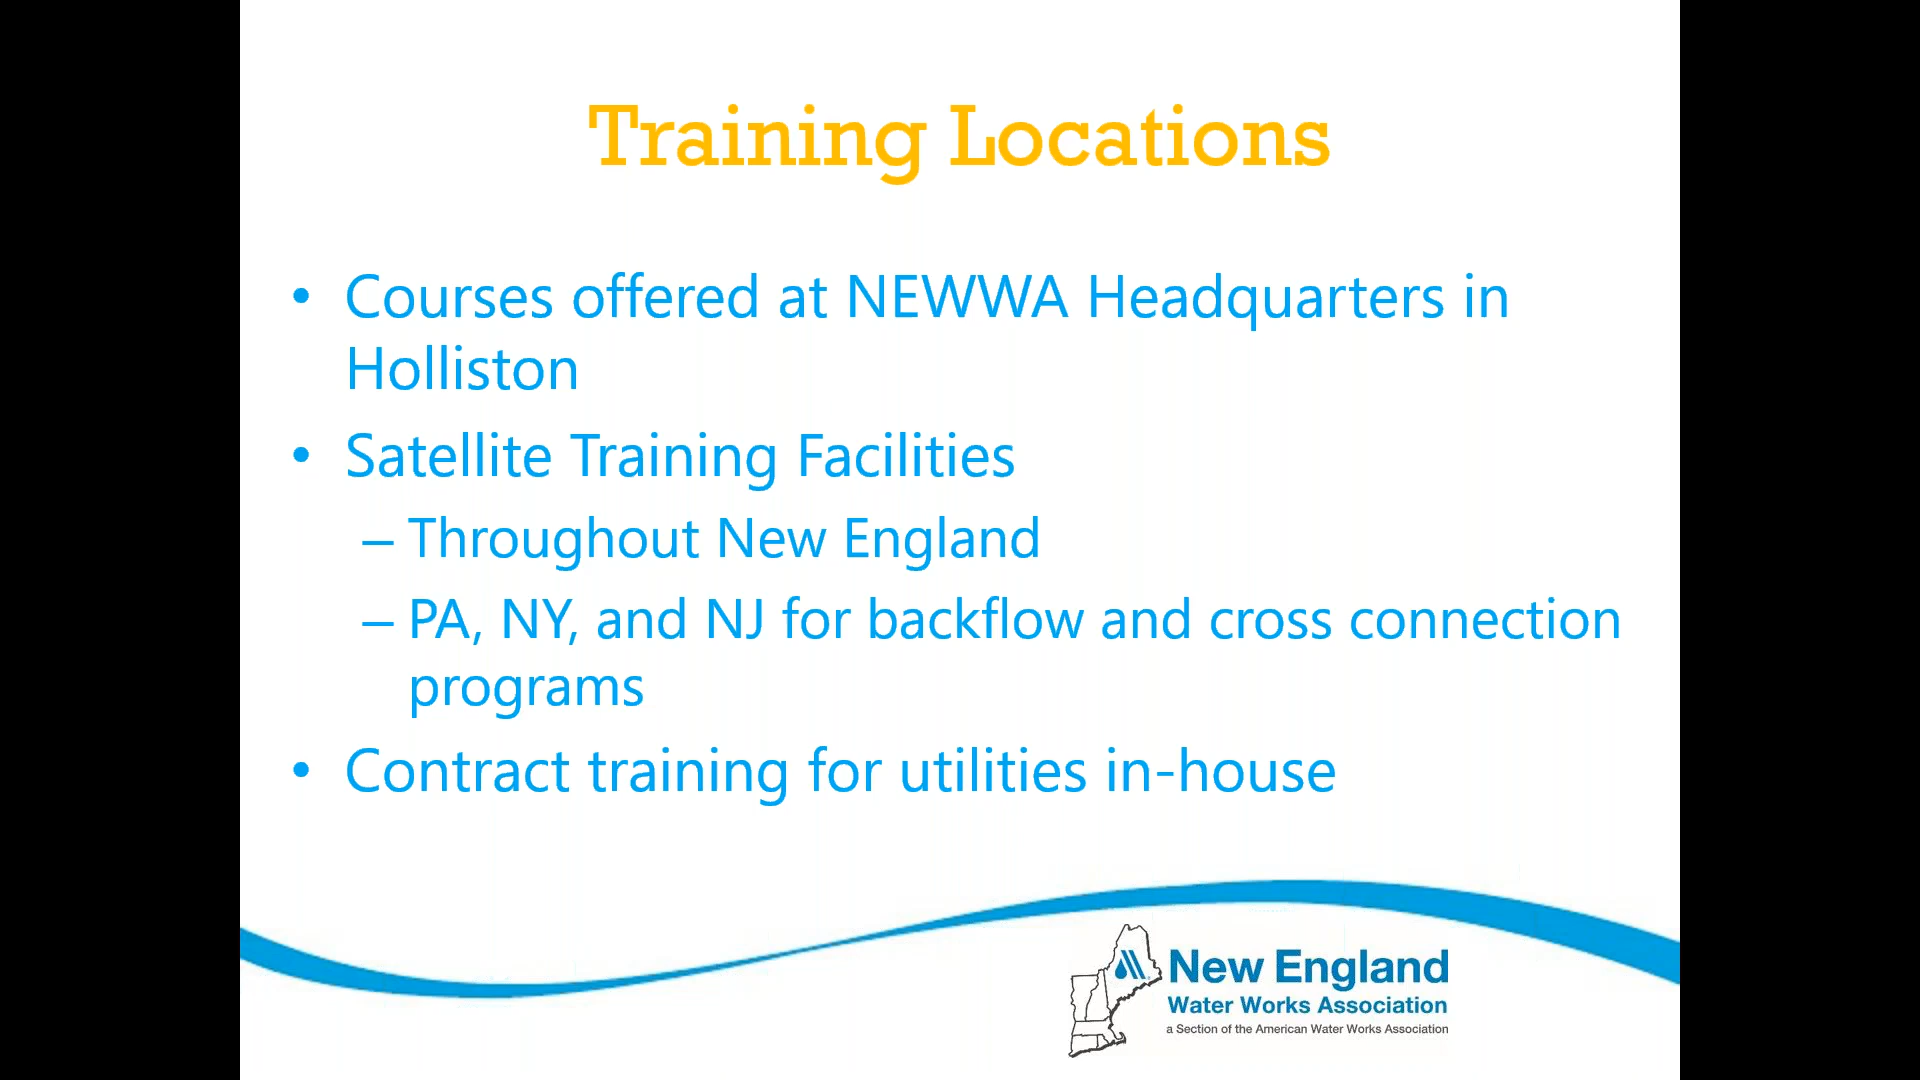 Training Locations
• Courses offered at NEWWA Headquarters in
Holliston
• Satellite Training Facilities
– Throughout New England
– PA, NY, and NJ for backflow and cross connection
programs
• Contract training for utilities in-house
New England
Water Works Association
a Section of the American Water Works Association